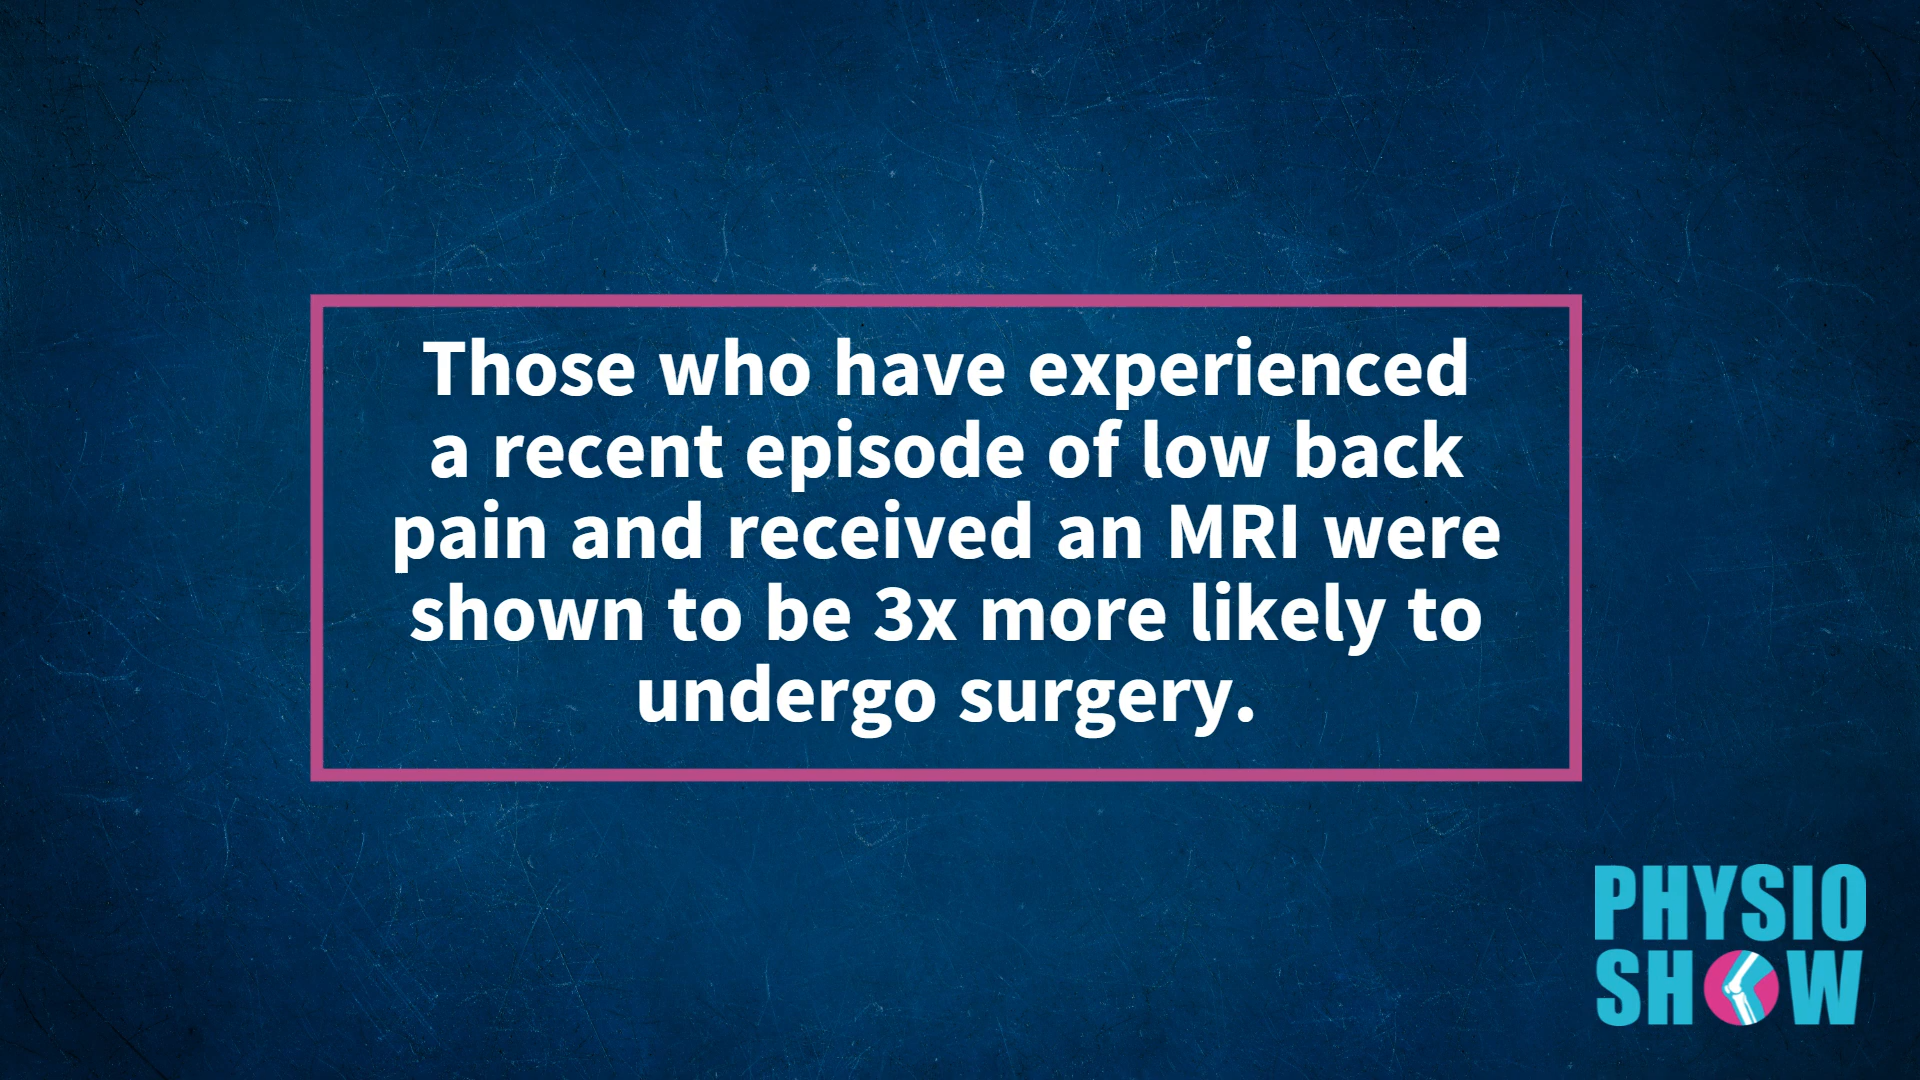 Those who have experienced
a recent episode of low back
pain and received an MRI were
shown to be 3x more likely to
undergo surgery.
PHYSIO
SHOW